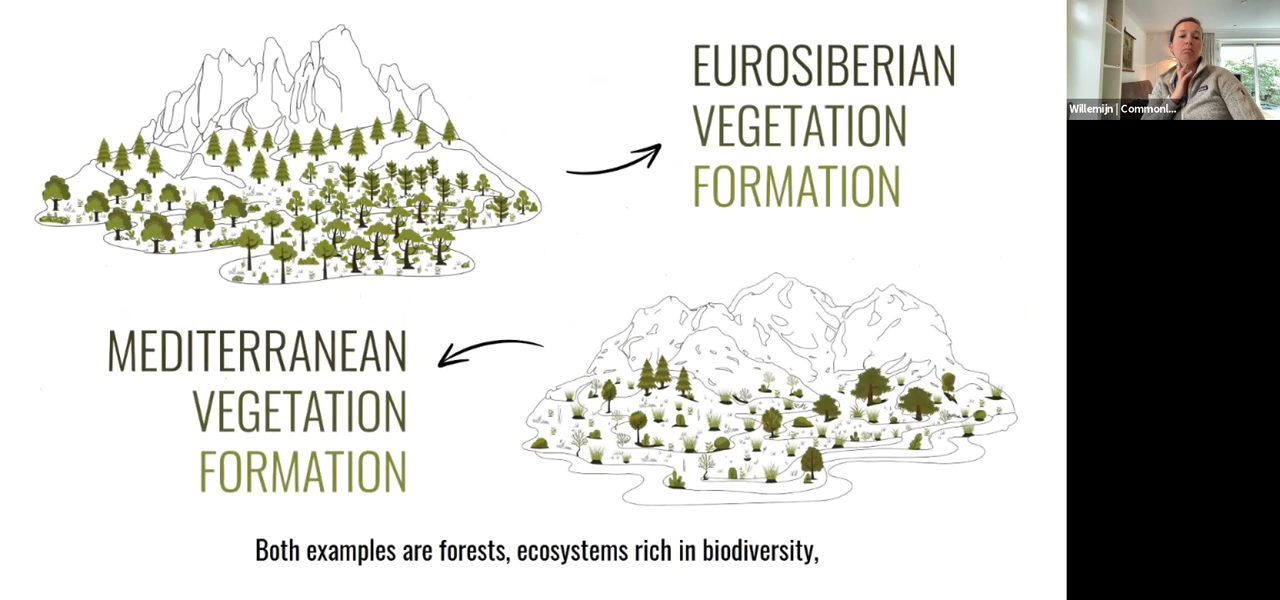 EUROSIBERIAN
VEGETATION
FORMATION
Willemijn | Commonl...
MEDITERRANEAN
VEGETATION
FORMATION
Both examples are forests, ecosystems rich in biodiversity,